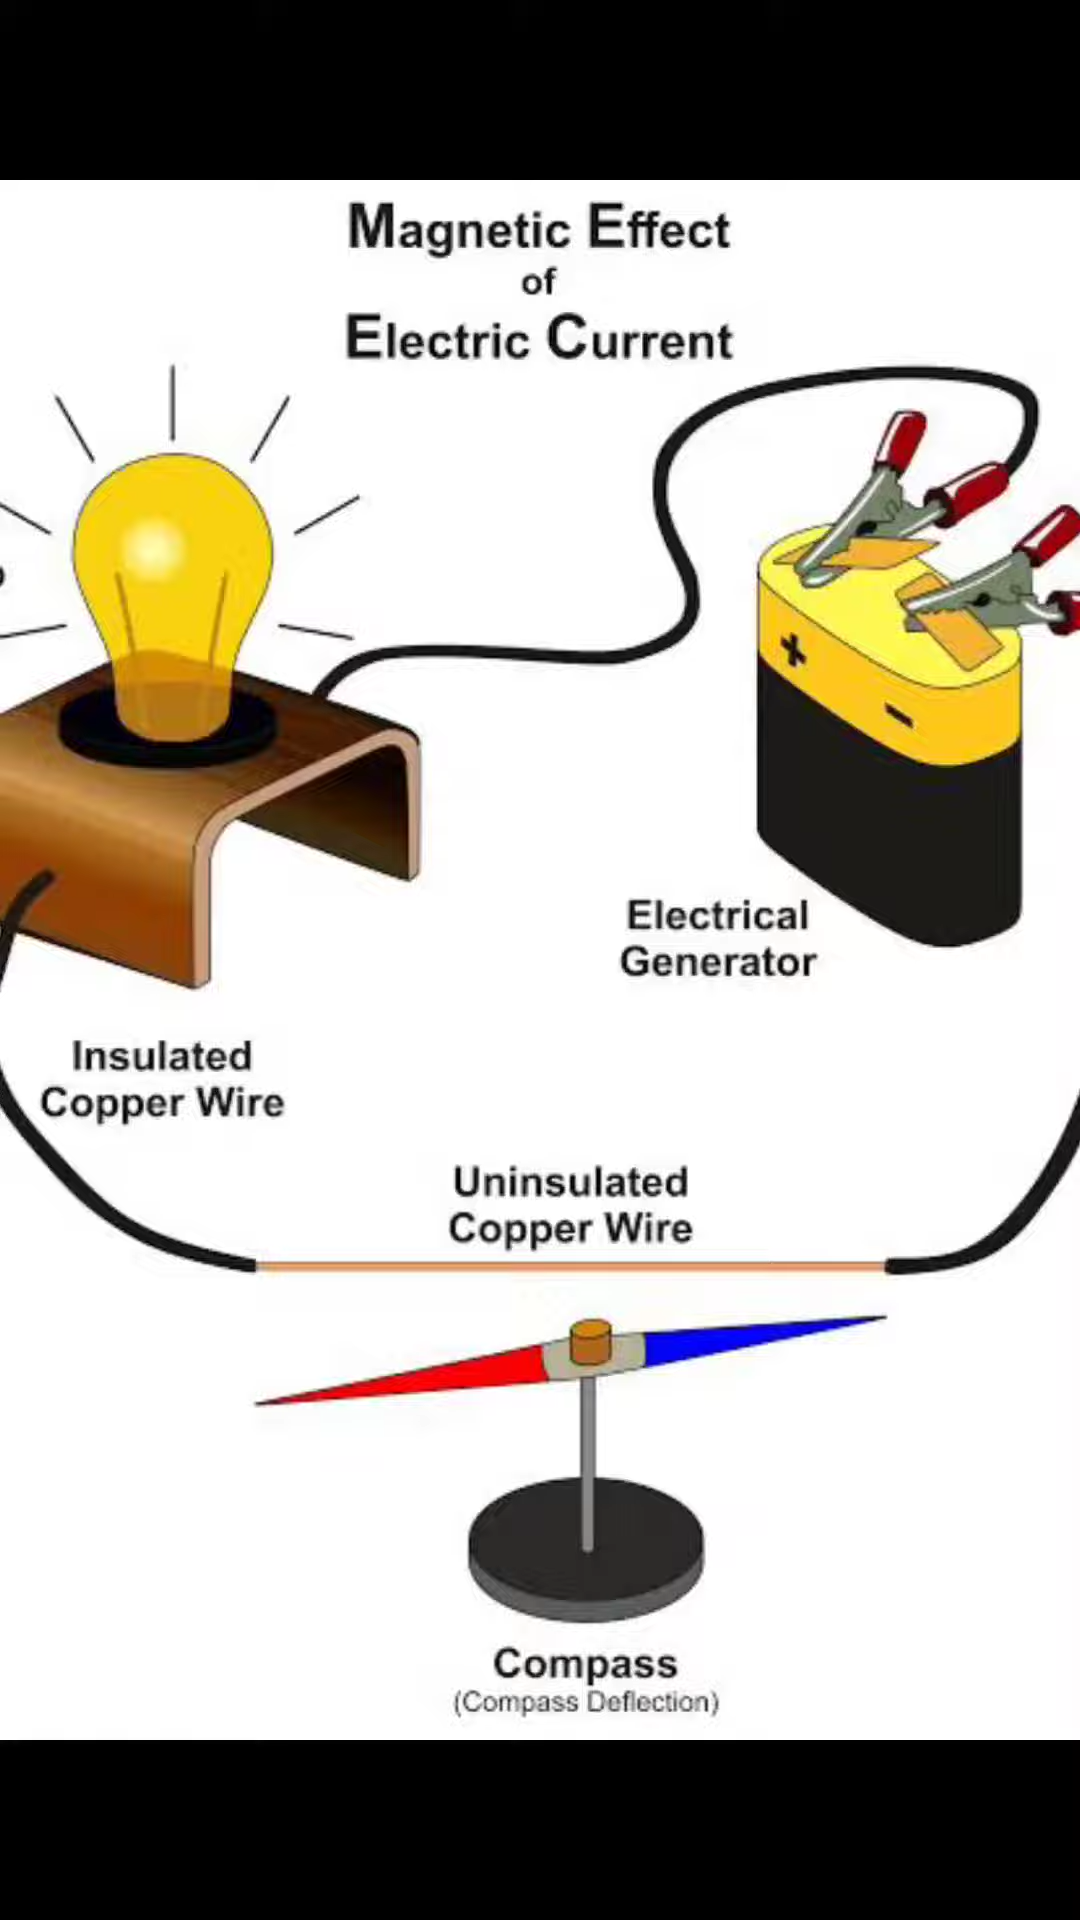 Magnetic Effect
of
Electric Current
+
-
Electrical
Generator
Insulated
Copper Wire
Uninsulated
Copper Wire
Compass
(Compass Deflection)